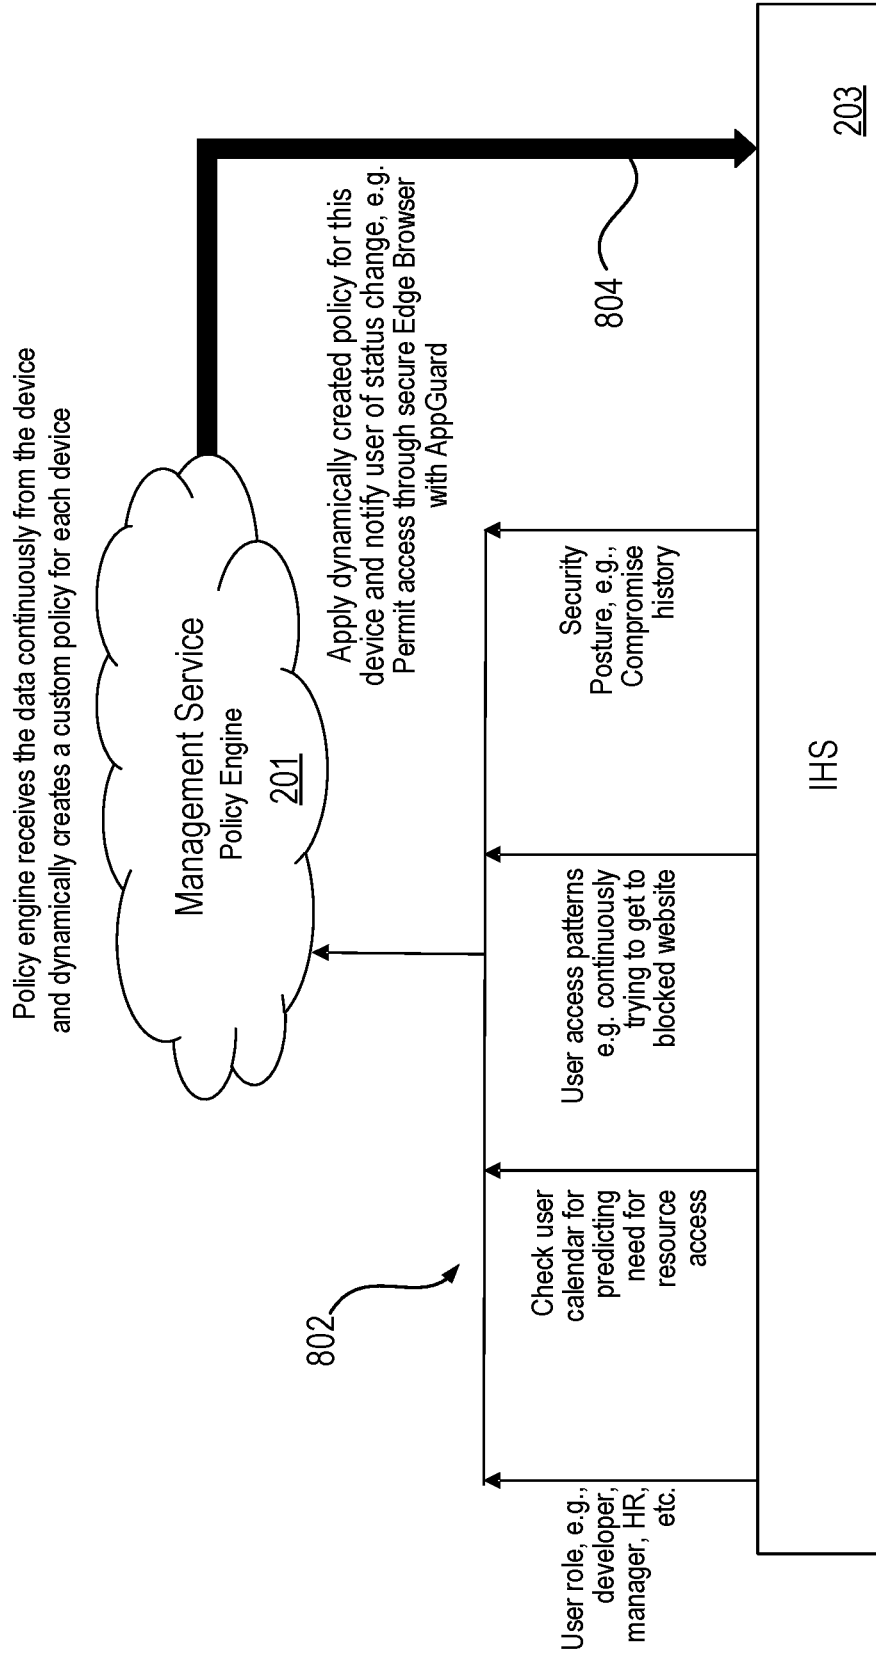 Policy engine receives the data continuously from the device
and dynamically creates a custom policy for each device
Management Service
Policy Engine
201
Apply dynamically created policy for this
device and notify user of status change, e.g.
Permit access through secure Edge Browser
with AppGuard
802
804
User role, e.g.,
developer,
manager, HR,
etc.
Check user
calendar for
predicting
need for
resource
access
User access patterns
e.g. continuously
trying to get to
blocked website
Security
Posture, e.g.,
Compromise
history
IHS
203